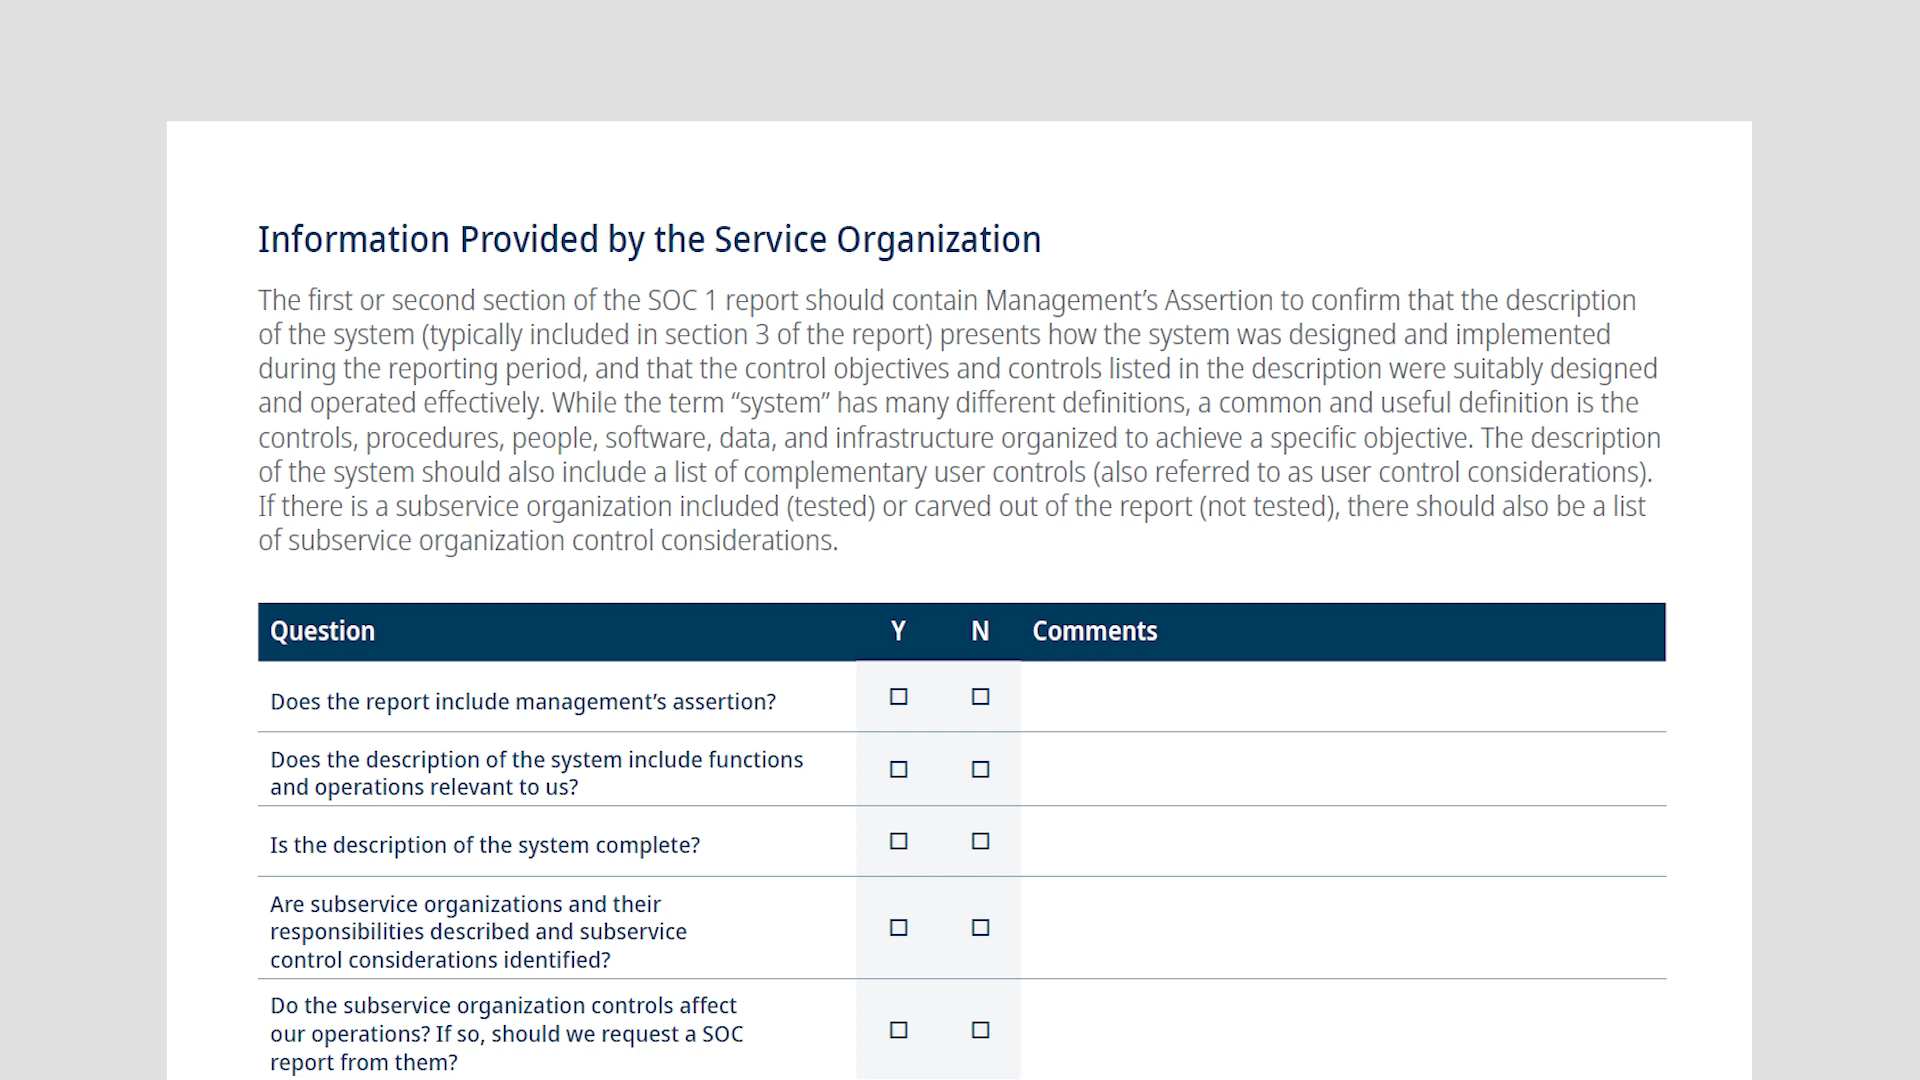 Information Provided by the Service Organization
The first or second section of the SOC 1 report should contain Management’s Assertion to confirm that the description
of the system (typically included in section 3 of the report) presents how the system was designed and implemented
during the reporting period, and that the control objectives and controls listed in the description were suitably designed
and operated effectively. While the term “system” has many different definitions, a common and useful definition is the
controls, procedures, people, software, data, and infrastructure organized to achieve a specific objective. The description
of the system should also include a list of complementary user controls (also referred to as user control considerations).
If there is a subservice organization included (tested) or carved out of the report (not tested), there should also be a list
of subservice organization control considerations.
Question Y N Comments
Does the report include management’s assertion?
Does the description of the system include functions
and operations relevant to us?
Is the description of the system complete?
Are subservice organizations and their
responsibilities described and subservice
control considerations identified?
Do the subservice organization controls affect
our operations? If so, should we request a SOC
report from them?